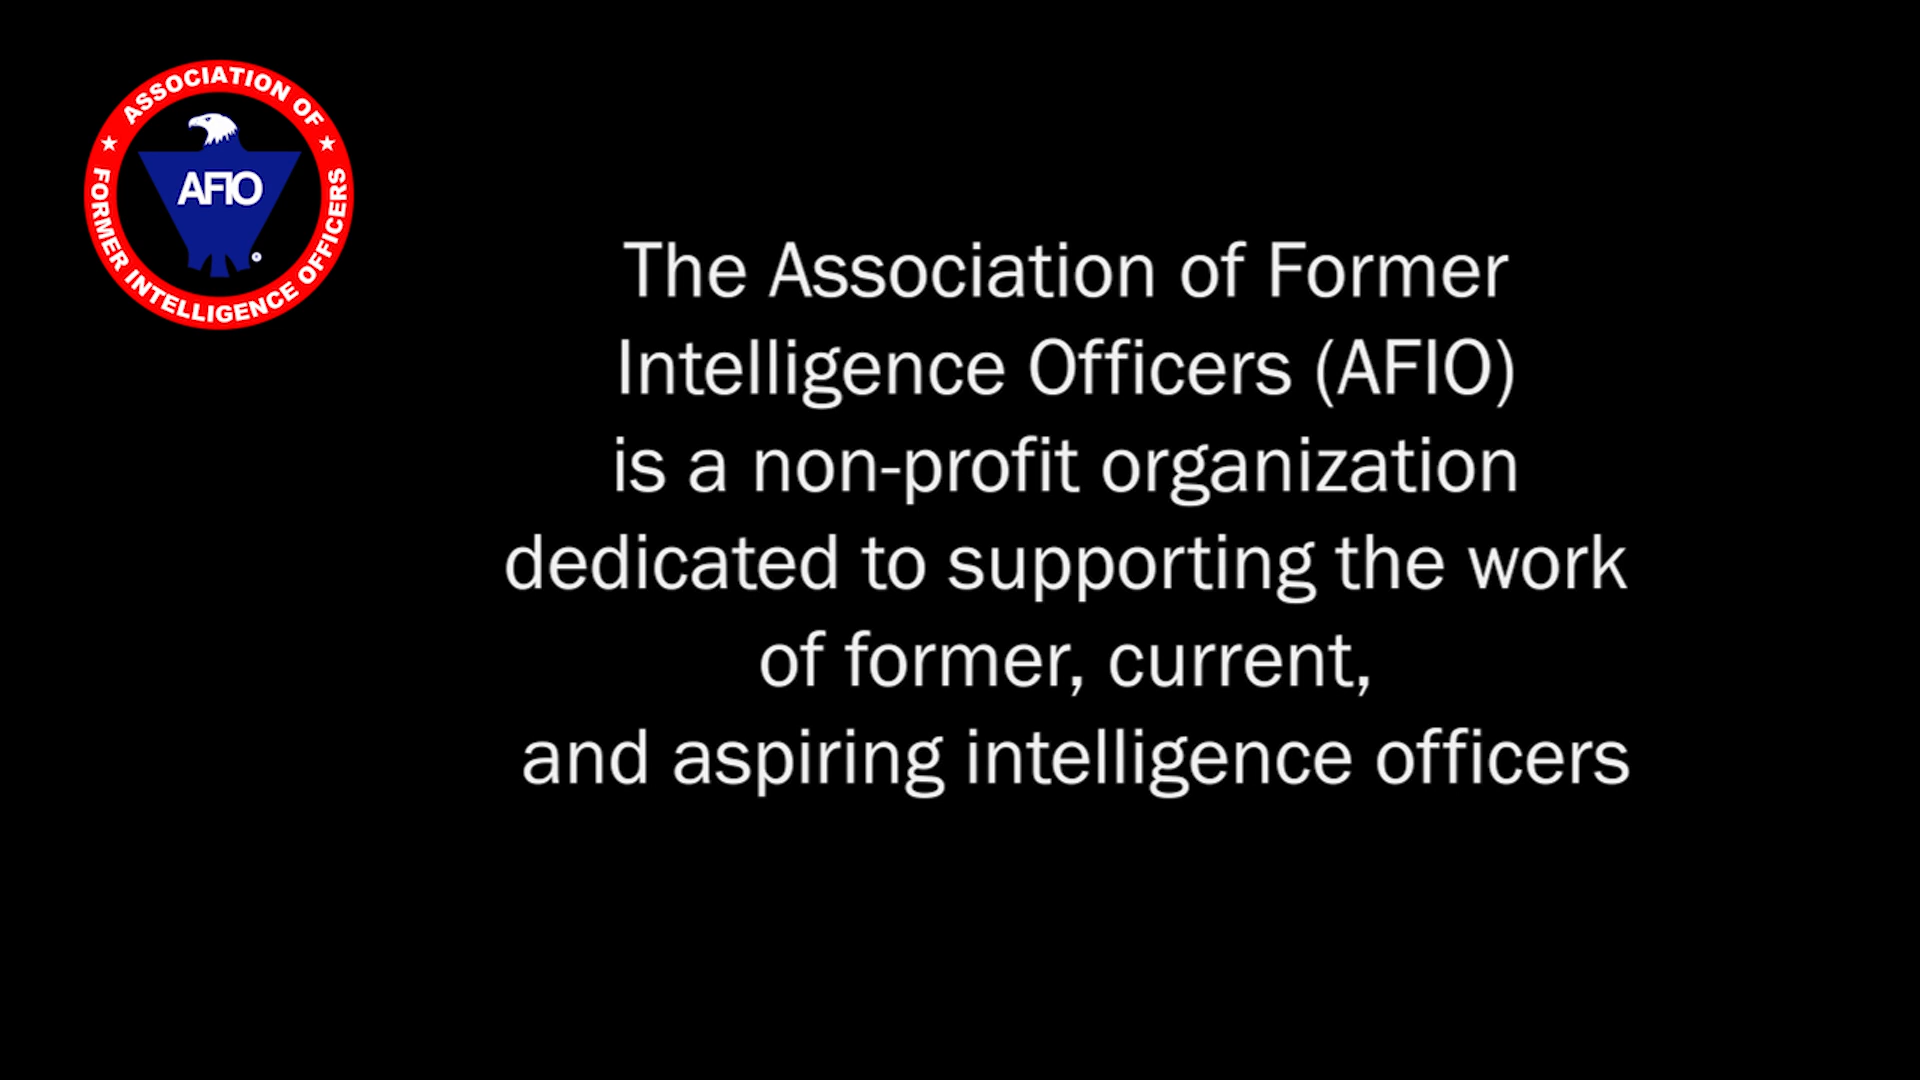 ASSOCIATION OF
AFIO
FORMER INTELLIGENCE OFFICERS
The Association of Former
Intelligence Officers (AFIO)
is a non-profit organization
dedicated to supporting the work
of former, current,
and aspiring intelligence officers